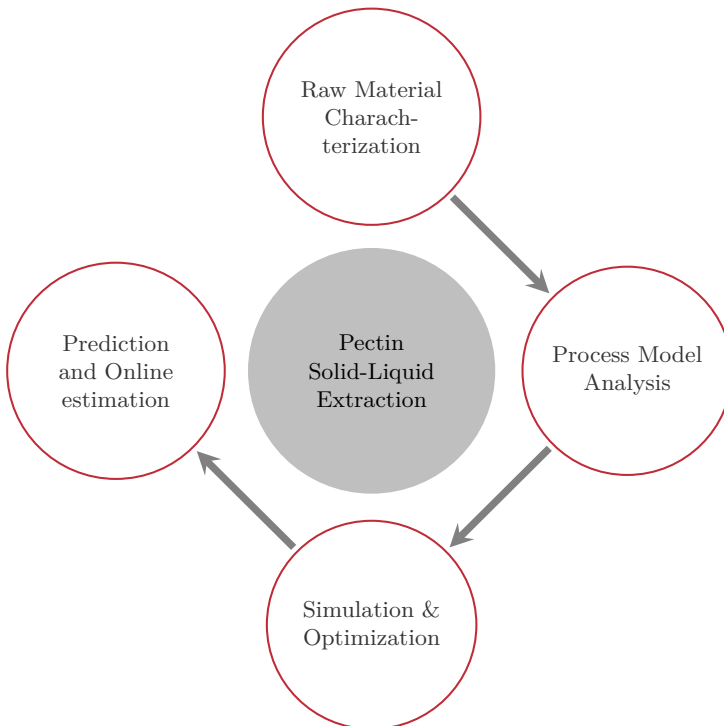 Raw Material
Charach-
terization
Prediction
and Online
estimation
Pectin
Solid-Liquid
Extraction
Process Model
Analysis
Simulation &
Optimization